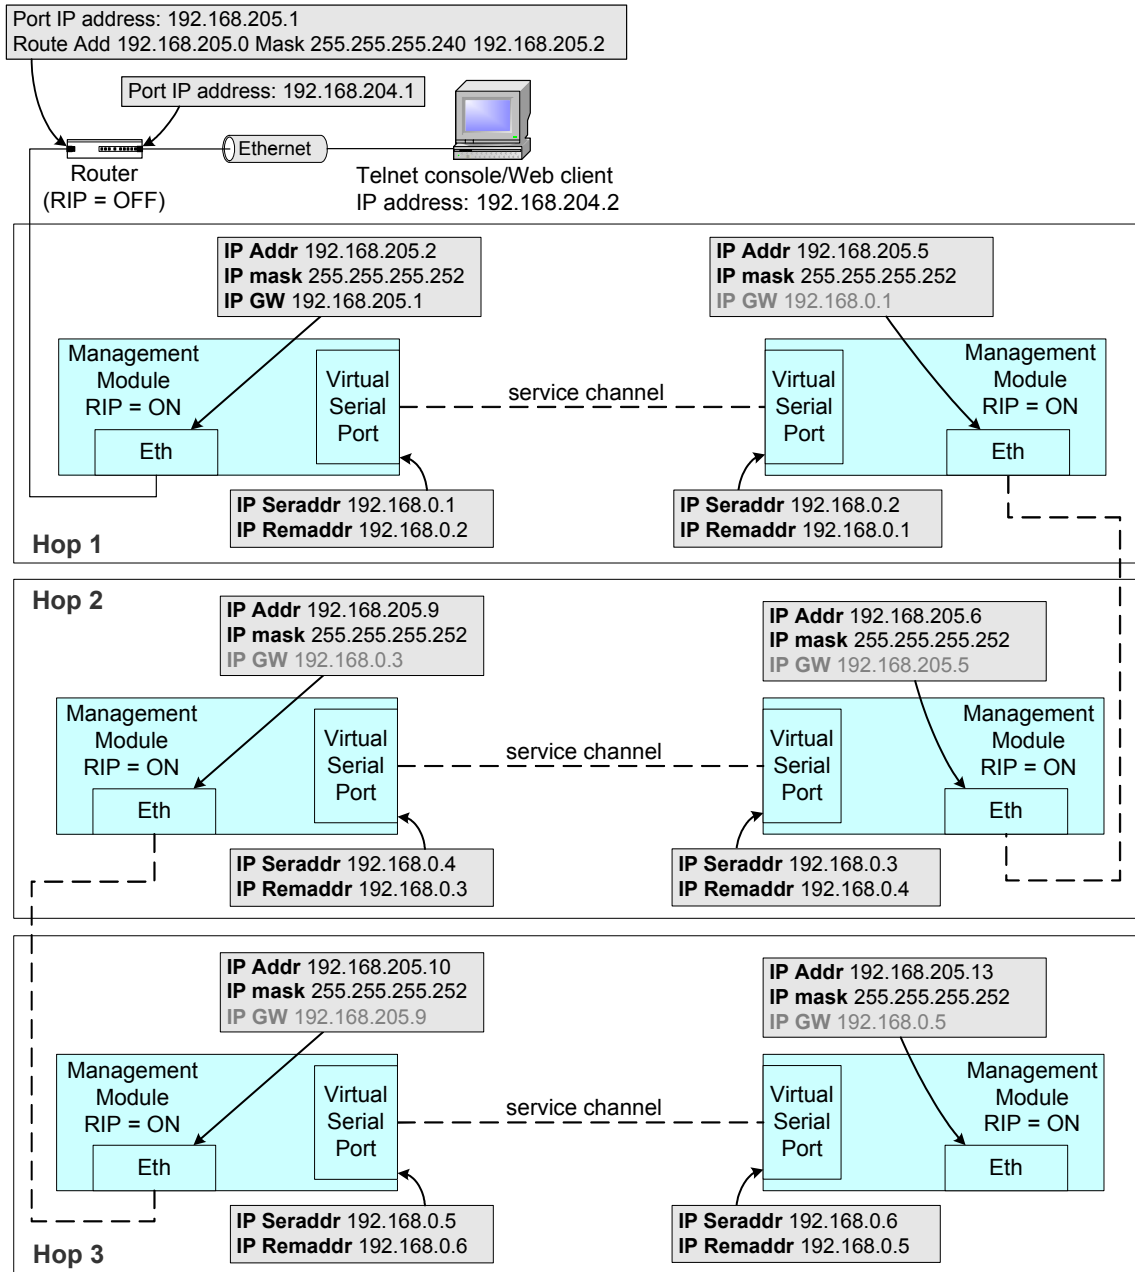 Port IP address: 192.168.205.1
Route Add 192.168.205.0 Mask 255.255.255.240 192.168.205.2
Port IP address: 192.168.204.1
Ethernet
Router
(RIP = OFF)
Telnet console/Web client
IP address: 192.168.204.2
IP Addr 192.168.205.2
IP mask 255.255.255.252
IP GW 192.168.205.1
IP Addr 192.168.205.5
IP mask 255.255.255.252
IP GW 192.168.0.1
Management
Module
RIP = ON
Eth
Virtual
Serial
Port
service channel
Virtual
Serial
Port
Management
Module
RIP = ON
Eth
IP Seraddr 192.168.0.1
IP Remaddr 192.168.0.2
IP Seraddr 192.168.0.2
IP Remaddr 192.168.0.1
Hop 1
Hop 2
IP Addr 192.168.205.9
IP mask 255.255.255.252
IP GW 192.168.0.3
IP Addr 192.168.205.6
IP mask 255.255.255.252
IP GW 192.168.205.5
Management
Module
RIP = ON
Eth
Virtual
Serial
Port
service channel
Virtual
Serial
Port
Management
Module
RIP = ON
Eth
IP Seraddr 192.168.0.4
IP Remaddr 192.168.0.3
IP Seraddr 192.168.0.3
IP Remaddr 192.168.0.4
IP Addr 192.168.205.10
IP mask 255.255.255.252
IP GW 192.168.205.9
IP Addr 192.168.205.13
IP mask 255.255.255.252
IP GW 192.168.0.5
Management
Module
RIP = ON
Eth
Virtual
Serial
Port
service channel
Virtual
Serial
Port
Management
Module
RIP = ON
Eth
IP Seraddr 192.168.0.5
IP Remaddr 192.168.0.6
IP Seraddr 192.168.0.6
IP Remaddr 192.168.0.5
Hop 3